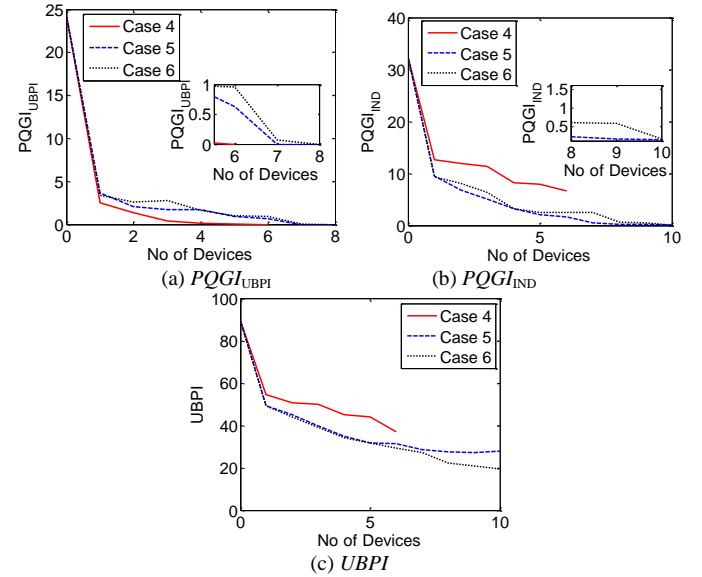 25
20
15
10
5
0
PQGI_UBPI
Case 4
Case 5
Case 6
1
0.5
0
PQGI_UBPI
6 7 8
No of Devices
0 2 4 6 8
No of Devices
(a) PQGI_UBPI
40
30
20
10
0
PQGI_IND
Case 4
Case 5
Case 6
1.5
1
0.5
PQGI_IND
8 9 10
No of Devices
0 5 10
No of Devices
(b) PQGI_IND
100
80
60
40
20
0
UBPI
Case 4
Case 5
Case 6
0 5 10
No of Devices
(c) UBPI